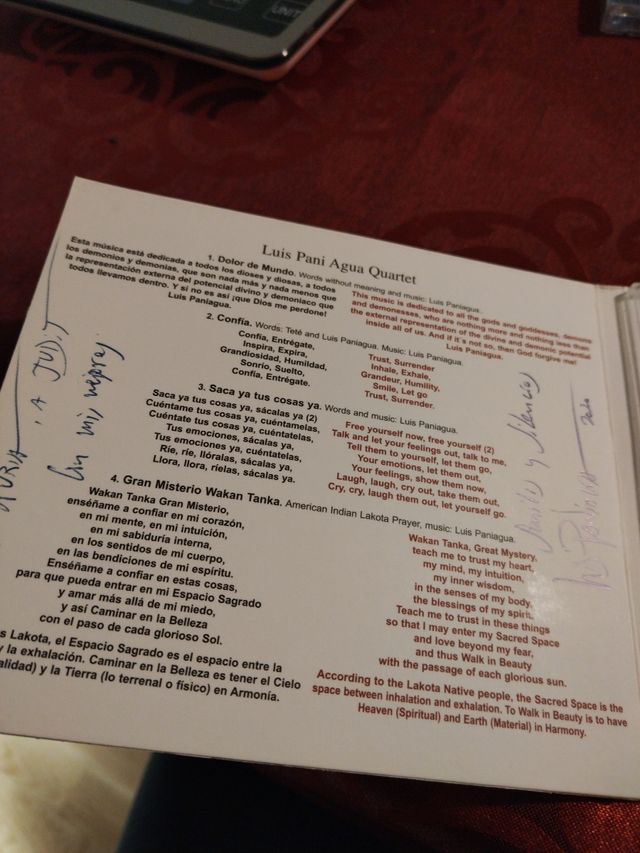 UNIT
Luis Pani Agua Quartet
1. Dolor de Mundo. Words without meaning and music: Luis Paniagua.
Esta música está dedicada a todos los dioses y diosas, a todos
los demonios y demonias, que son nada más y nada menos que
la representación externa del potencial divino y demoniaco que
todos llevamos dentro. Y si no es así ¡que Dios me perdone!
Luis Paniagua.
This music is dedicated to all the gods and goddesses, demons
and demonesses, who are nothing more and nothing less than
the external representation of the divine and demonic potential
inside all of us. And if it's not so, then God forgive me!
Luis Paniagua.
2. Confía. Words: Teté and Luis Paniagua. Music: Luis Paniagua.
Confía, Entrégate,
Inspira, Expira,
Grandiosidad, Humildad,
Sonrío, Suelto,
Confía, Entrégate.
Trust, Surrender
Inhale, Exhale,
Grandeur, Humility,
Smile, Let go
Trust, Surrender.
3. Saca ya tus cosas ya. Words and music: Luis Paniagua.
Saca ya tus cosas ya, sácalas ya (2)
Cuéntame tus cosas ya, cuéntamelas,
Cuéntate tus cosas ya, cuéntatelas,
Tus emociones, sácalas ya,
Tus emociones ya, cuéntatelas,
Ríe, ríe, llóralas, sácalas ya,
Llora, llora, ríelas, sácalas ya.
Free yourself now, free yourself (2)
Talk and let your feelings out, talk to me,
Tell them to yourself, let them go,
Your emotions, let them out,
Your feelings, show them now,
Laugh, laugh, cry out, take them out,
Cry, cry, laugh them out, let yourself go.
4. Gran Misterio Wakan Tanka. American Indian Lakota Prayer, music: Luis Paniagua.
Wakan Tanka Gran Misterio,
enséñame a confiar en mi corazón,
en mi mente, en mi intuición,
en mi sabiduría interna,
en los sentidos de mi cuerpo,
en las bendiciones de mi espíritu.
Enséñame a confiar en estas cosas,
para que pueda entrar en mi Espacio Sagrado
y amar más allá de mi miedo,
y así Caminar en la Belleza
con el paso de cada glorioso Sol.
Wakan Tanka, Great Mystery,
teach me to trust my heart,
my mind, my intuition,
my inner wisdom,
in the senses of my body,
the blessings of my spirit.
Teach me to trust in these things
so that I may enter my Sacred Space
and love beyond my fear,
and thus Walk in Beauty
with the passage of each glorious sun.
s Lakota, el Espacio Sagrado es el espacio entre la
y la exhalación. Caminar en la Belleza es tener el Cielo
alidad) y la Tierra (lo terrenal o físico) en Armonía.
According to the Lakota Native people, the Sacred Space is the
space between inhalation and exhalation. To Walk in Beauty is to have
Heaven (Spiritual) and Earth (Material) in Harmony.
A JUDIT
mis mejores
y Silencios